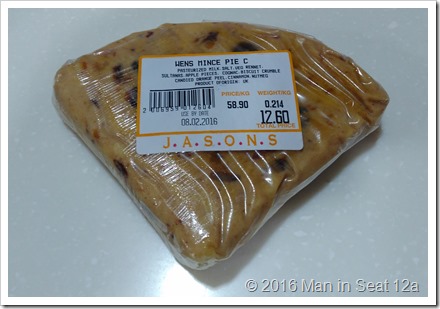 WENS MINCE PIE C
PASTEURIZED MILK.SALT.VEG RENNET.
SULTANAS.APPLE PIECES. COGNAC.BISCUIT CRUMBLE
CANDIED ORANGE PEEL.CINNAMON.NUTMEG
PRODUCT OFORIGIN: UK
PRICE/KG WEIGHT/KG
58.90 0.214
USE BY DATE
08.02.2016
12.60
TOTAL PRICE
J.A.S.O.N.S
© 2016 Man in Seat 12a